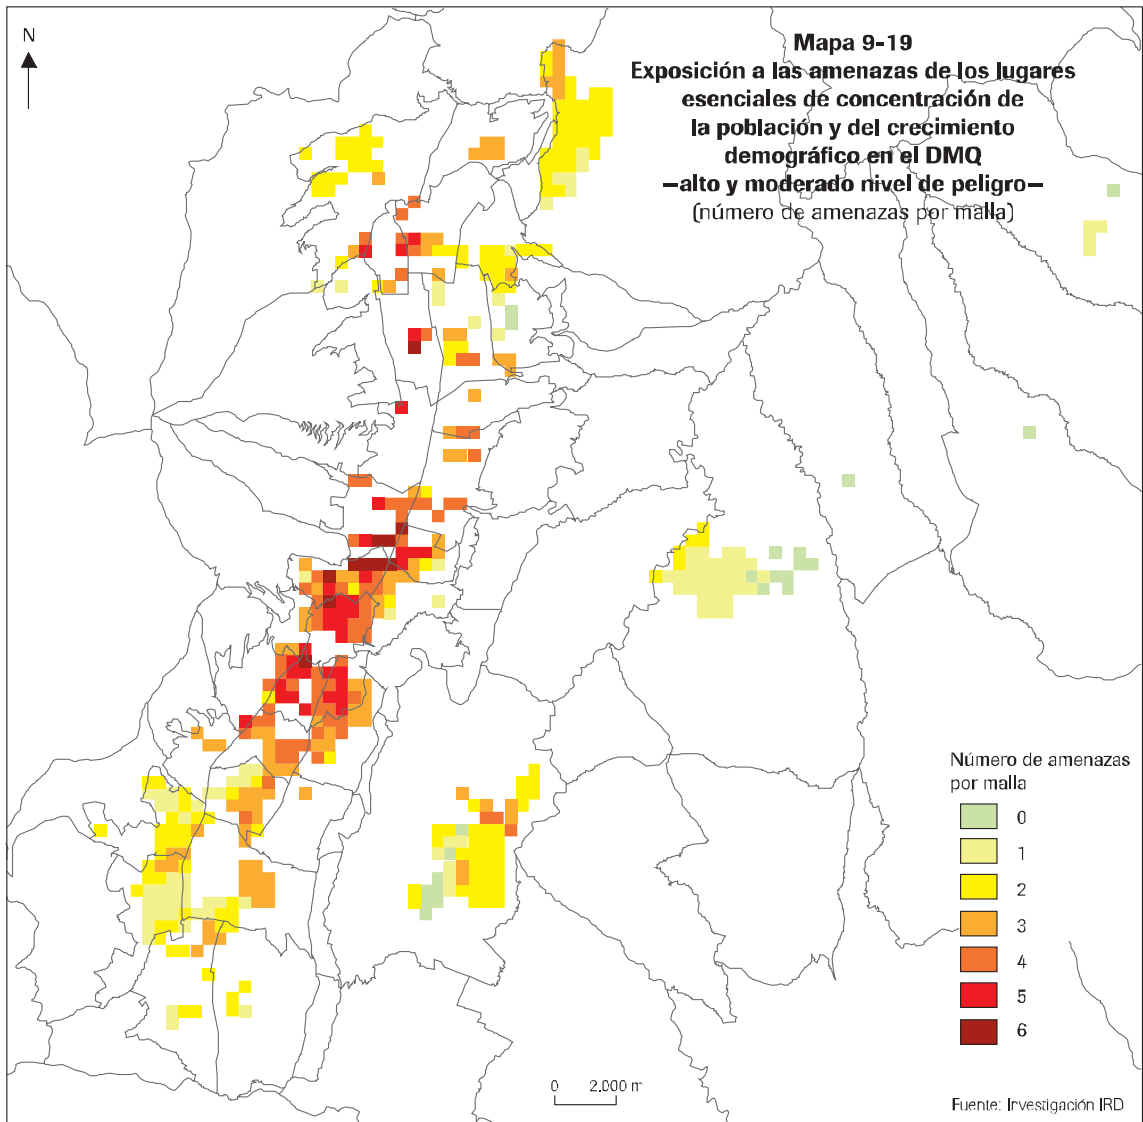 N
Mapa 9-19
Exposición a las amenazas de los lugares
esenciales de concentración de
la población y del crecimiento
demográfico en el DMQ
—alto y moderado nivel de peligro—
(número de amenazas por malla)
Número de amenazas
por malla
0
1
2
3
4
5
6
0 2.000 m
Fuente: Investigación IRD